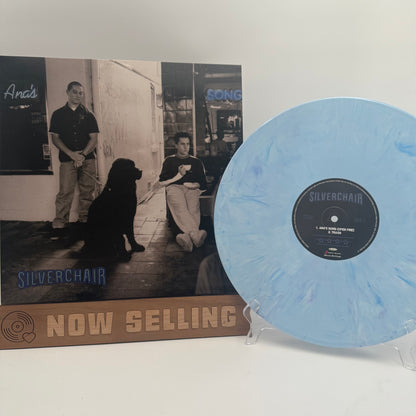 Ana's
SONG
SILVERCHAIR
NOW SELLING
SILVERCHAIR
1. ANA'S SONG (OPEN FIRE)
2. TRASH